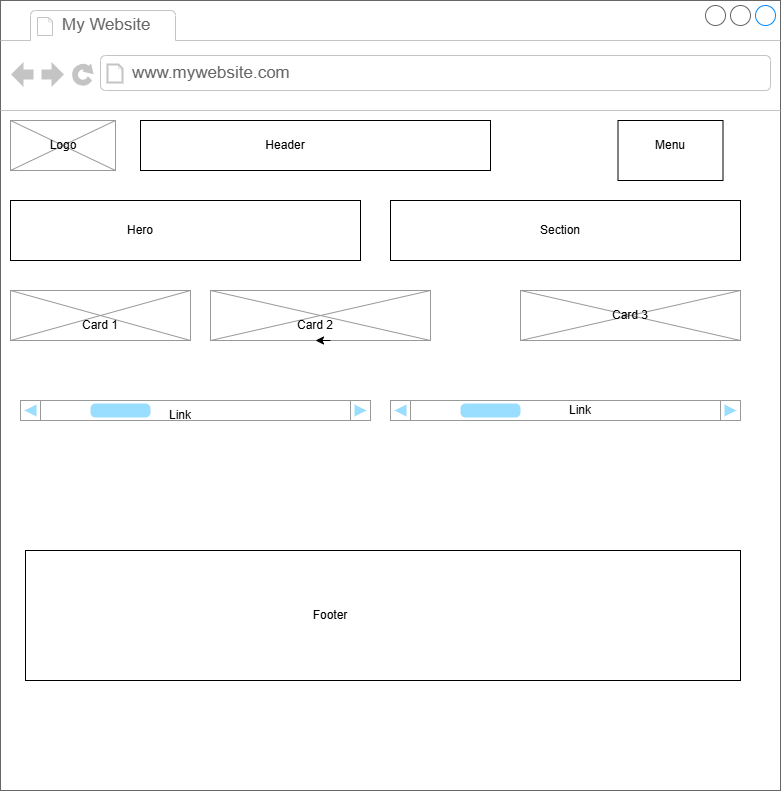 My Website
www.mywebsite.com
Logo
Header
Menu
Hero
Section
Card 1
Card 2
Card 3
Link
Link
Footer